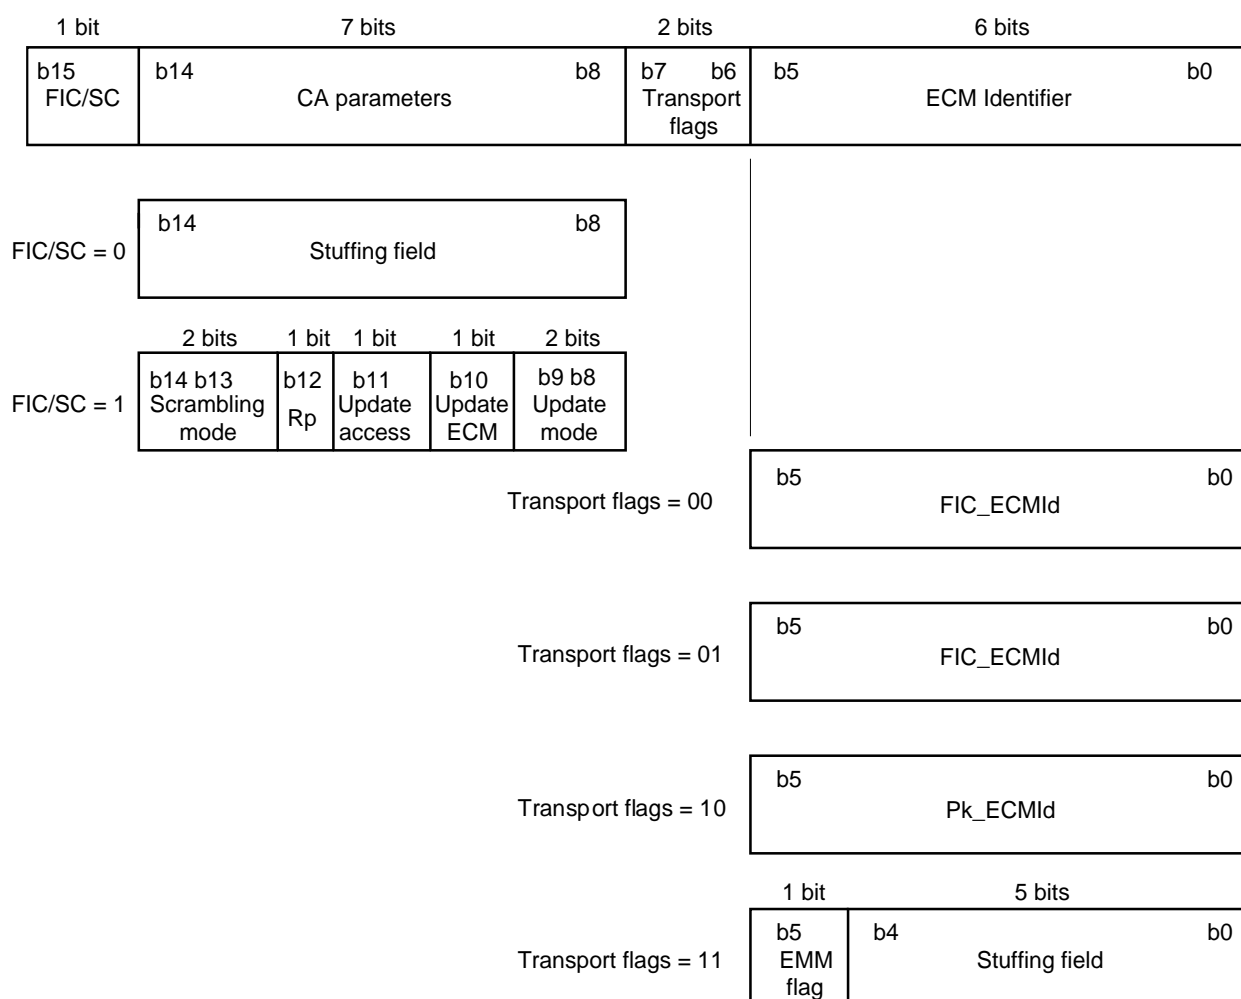 1 bit 7 bits 2 bits 6 bits
b15 b14 b8 b7 b6 b5 b0
FIC/SC CA parameters Transport ECM Identifier
flags
b14 b8
FIC/SC = 0 Stuffing field
2 bits 1 bit 1 bit 1 bit 2 bits
b14 b13 b12 b11 b10 b9 b8
FIC/SC = 1 Scrambling Rp Update Update Update
mode access ECM mode
b5 b0
Transport flags = 00 FIC_ECMId
b5 b0
Transport flags = 01 FIC_ECMId
b5 b0
Transport flags = 10 Pk_ECMId
1 bit 5 bits
b5 b4 b0
Transport flags = 11 EMM Stuffing field
flag